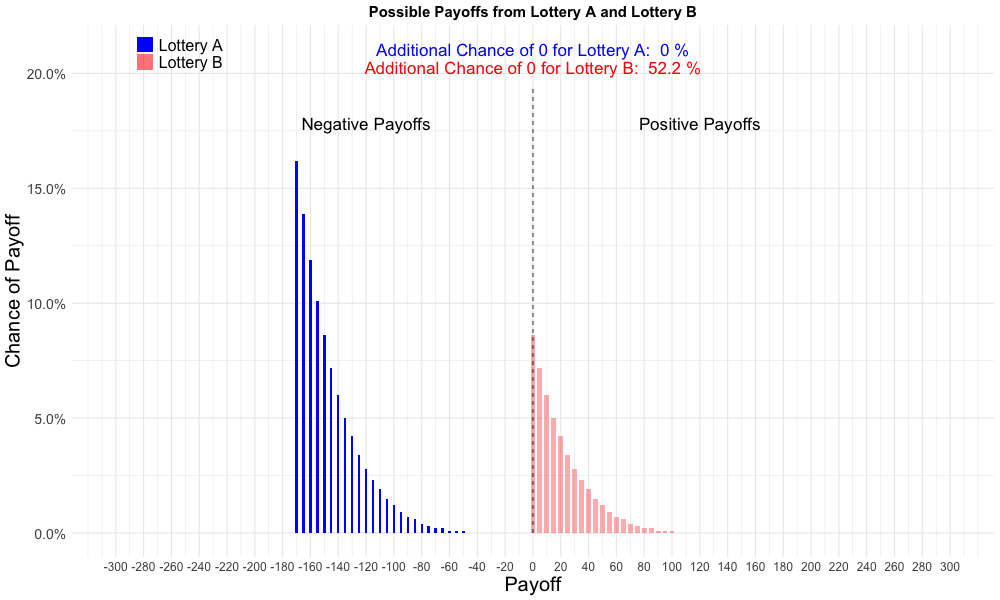 Possible Payoffs from Lottery A and Lottery B
Lottery A
Lottery B
Additional Chance of 0 for Lottery A:  0 %
Additional Chance of 0 for Lottery B:  52.2 %
Negative Payoffs
Positive Payoffs
Chance of Payoff
20.0%
15.0%
10.0%
5.0%
0.0%
-300 -280 -260 -240 -220 -200 -180 -160 -140 -120 -100 -80 -60 -40 -20 0 20 40 60 80 100 120 140 160 180 200 220 240 260 280 300
Payoff